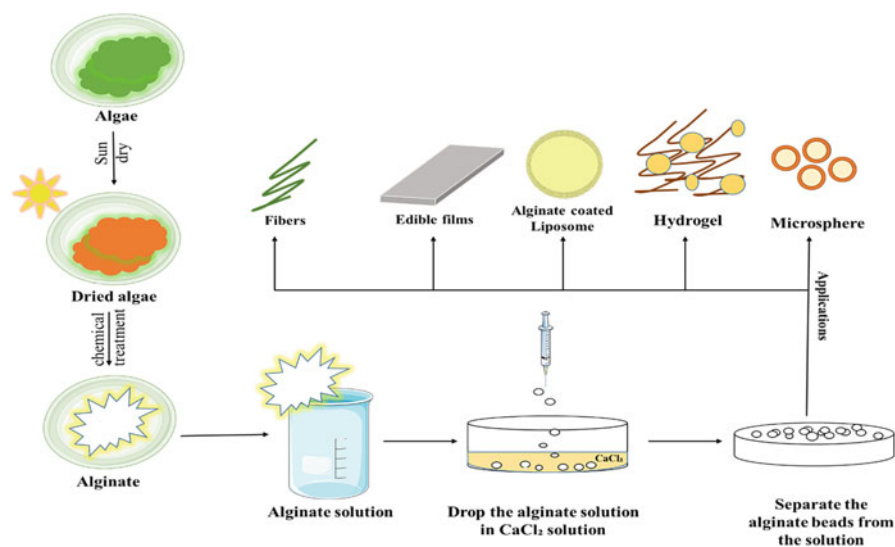 Algae
Sun
dry
Dried algae
chemical
treatment
Alginate
Fibers
Edible films
Alginate coated
Liposome
Hydrogel
Microsphere
Applications
CaCl₂
Alginate solution
Drop the alginate solution
in CaCl₂ solution
Separate the
alginate beads from
the solution